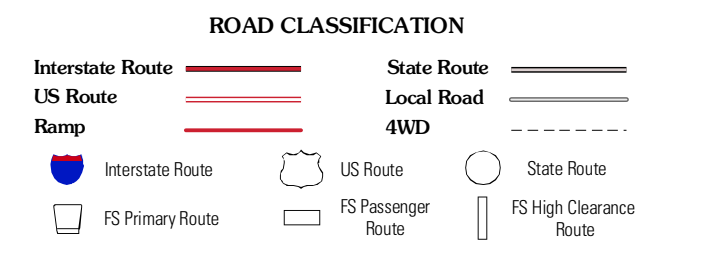 ROAD CLASSIFICATION
Interstate Route
State Route
US Route
Local Road
Ramp
4WD
Interstate Route
US Route
State Route
FS Primary Route
FS Passenger
Route
FS High Clearance
Route